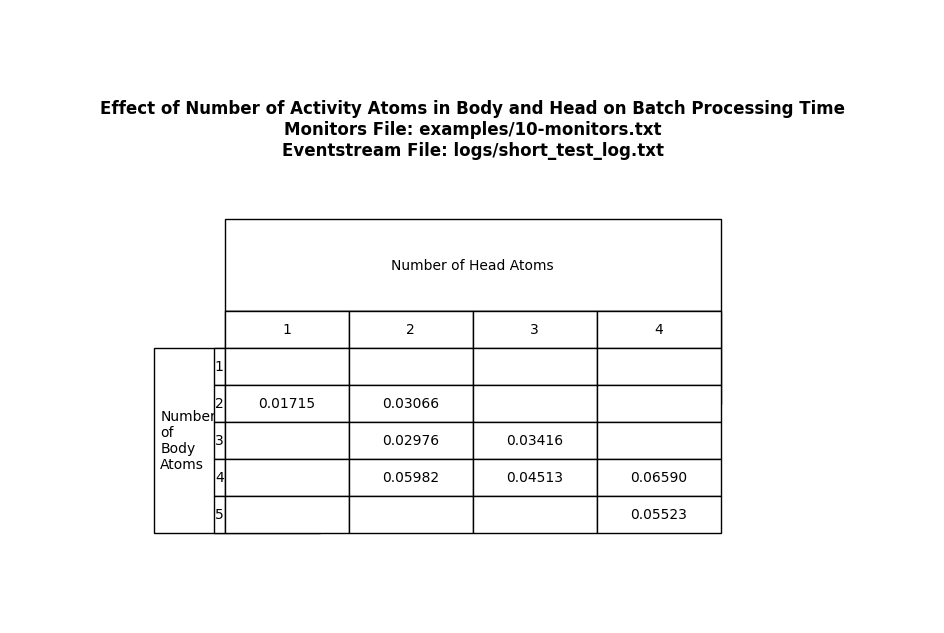 Effect of Number of Activity Atoms in Body and Head on Batch Processing Time
Monitors File: examples/10-monitors.txt
Eventstream File: logs/short_test_log.txt
Number of Head Atoms
1 2 3 4
1
2 0.01715 0.03066
Number
of
Body
Atoms
3 0.02976 0.03416
4 0.05982 0.04513 0.06590
5 0.05523